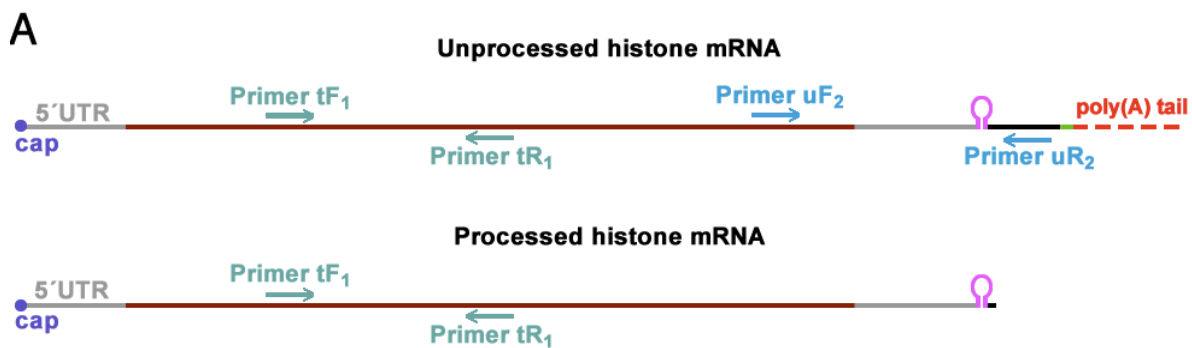 A
Unprocessed histone mRNA
5´UTR
Primer tF1
Primer uF2
poly(A) tail
cap
Primer tR1
Primer uR2
Processed histone mRNA
5´UTR
Primer tF1
cap
Primer tR1